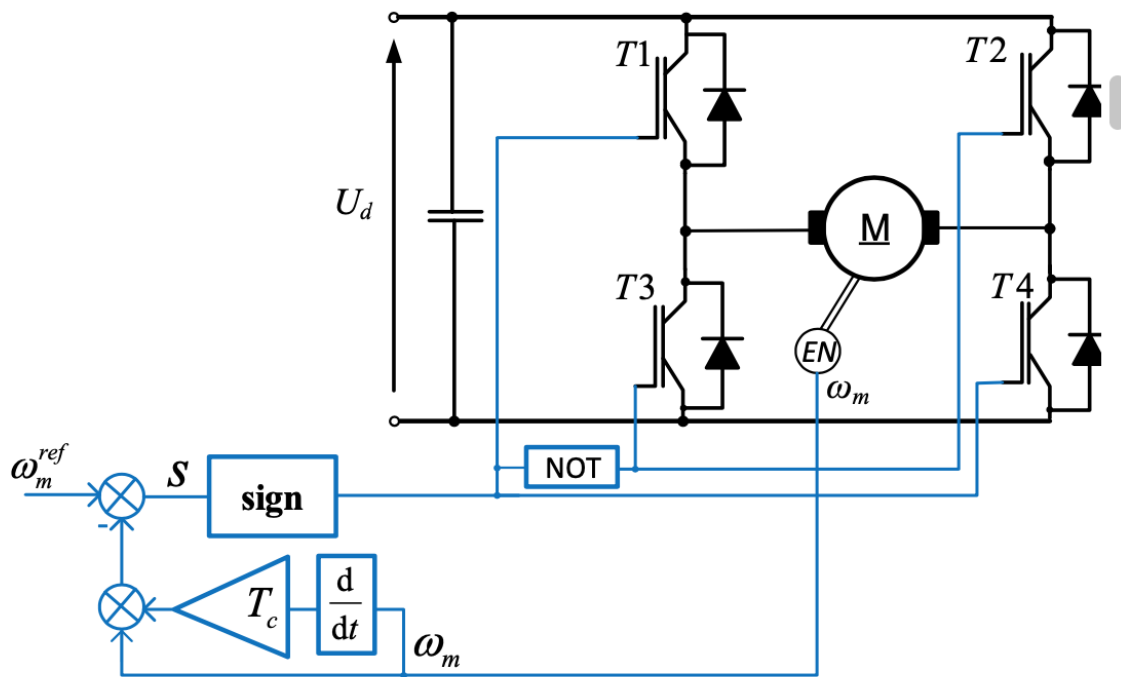 T1
T2
U_d
M
T3
T4
EN
ω_m
ω_m^{ref}
S
sign
NOT
-
T_c
d
dt
ω_m